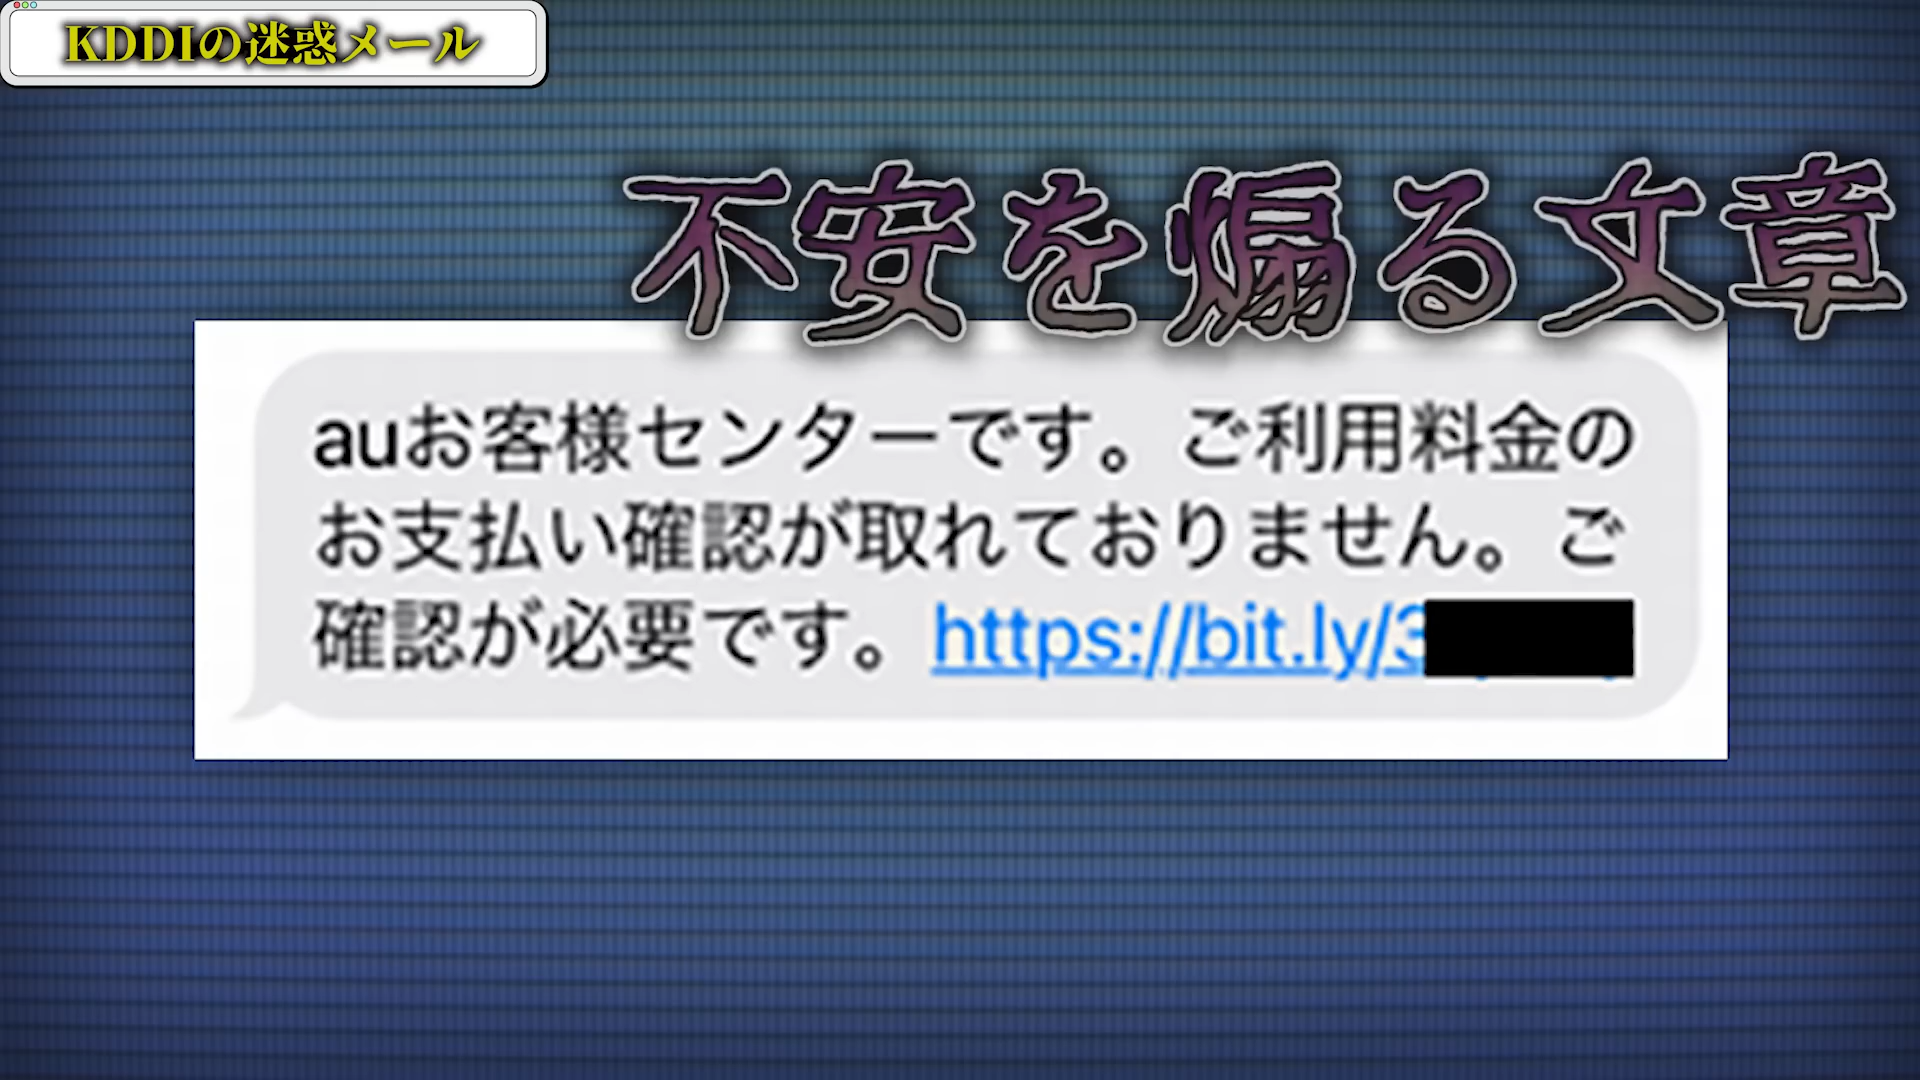 KDDIの迷惑メール
不安を煽る文章
auお客様センターです。ご利用料金の
お支払い確認が取れておりません。ご
確認が必要です。https://bit.ly/3